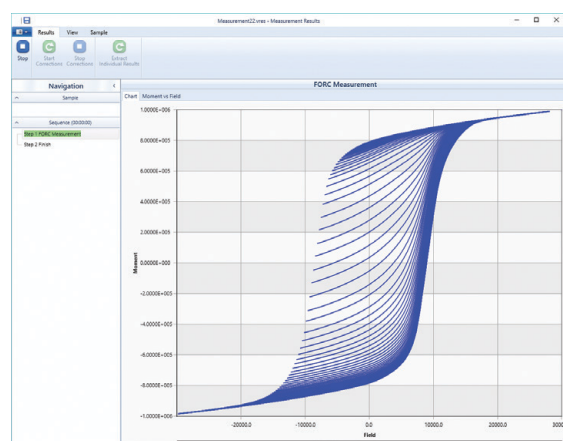 Measurement22.vres - Measurement Results
Results View Sample
Stop
Start Corrections
Stop Corrections
Extract Individual Results
Navigation
Sample
Sequence (00:00:00)
Step 1 FORC Measurement
Step 2 Finish
FORC Measurement
Chart Moment vs Field
1.0000E+006
8.0000E+005
6.0000E+005
4.0000E+005
2.0000E+005
0.0000E+000
-2.0000E+005
-4.0000E+005
-6.0000E+005
-8.0000E+005
-1.0000E+006
Moment
-20000.0 -10000.0 0.0 10000.0 20000.0 3000
Field